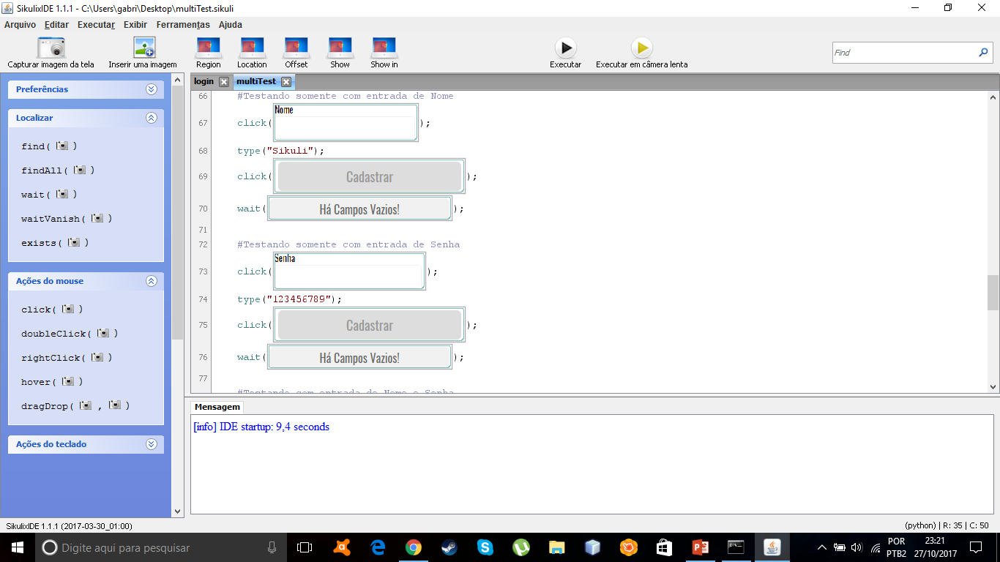 SikulixIDE 1.1.1 - C:\Users\gabri\Desktop\multiTest.sikuli
Arquivo Editar Executar Exibir Ferramentas Ajuda
Capturar imagem da tela Inserir uma imagem Region Location Offset Show Show in Executar Executar em câmera lenta Find
Preferências
Localizar
find( )
findAll( )
wait( )
waitVanish( )
exists( )
Ações do mouse
click( )
doubleClick( )
rightClick( )
hover( )
dragDrop( , )
Ações do teclado
login multiTest
66 #Testando somente com entrada de Nome
Nome
67 click( );
68 type("Sikuli");
69 click( Cadastrar );
70 wait( Há Campos Vazios! );
71
72 #Testando somente com entrada de Senha
Senha
73 click( );
74 type("123456789");
75 click( Cadastrar );
76 wait( Há Campos Vazios! );
77
#Testando com entrada de Nome e Senha
Mensagem
[info] IDE startup: 9,4 seconds
SikulixIDE 1.1.1 (2017-03-30_01:00) (python) | R: 35 | C: 50
Digite aqui para pesquisar
POR 23:21
PTB2 27/10/2017